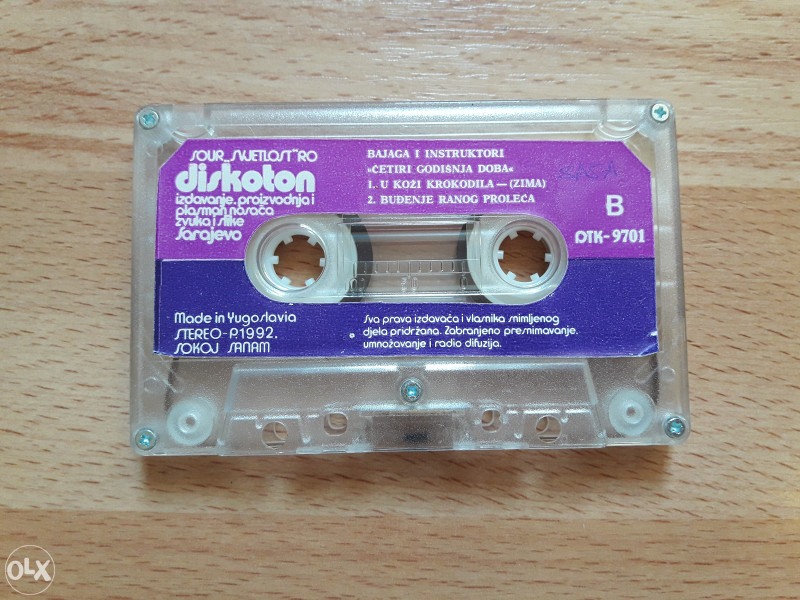 SOUR „SVJETLOST" RO
diskoton
izdavanje, proizvodnja i
plasman nosača
zvuka i slike
Sarajevo
BAJAGA I INSTRUKTORI
»ČETIRI GODIŠNJA DOBA«
1. U KOŽI KROKODILA — (ZIMA)
2. BUĐENJE RANOG PROLEĆA
SAŠA
B
DTK-9701
Made in Yugoslavia
STEREO-P.1992.
SOKOJ SANAM
Sva prava izdavača i vlasnika snimljenog
djela pridržana. Zabranjeno presnimavanje,
umnožavanje i radio difuzija.
OLX